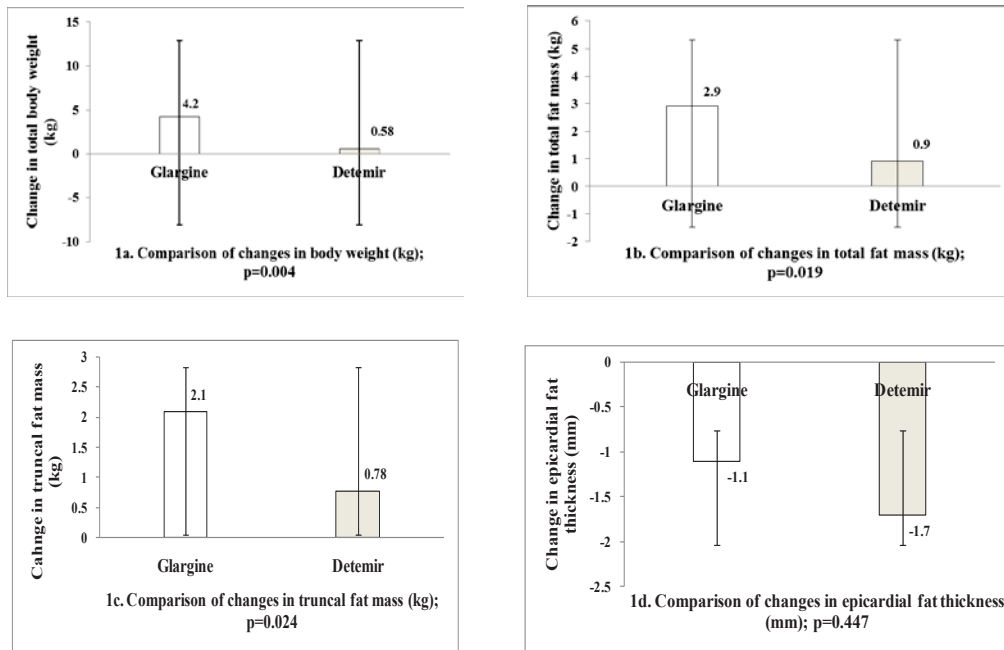 Change in total body weight
(kg)
15
10
5
0
-5
-10
4.2
0.58
Glargine
Detemir
1a. Comparison of changes in body weight (kg);
p=0.004
Change in total fat mass (kg)
6
5
4
3
2
1
0
-1
-2
2.9
0.9
Glargine
Detemir
1b. Comparison of changes in total fat mass (kg);
p=0.019
Cahnge in truncal fat mass
(kg)
3
2.5
2
1.5
1
0.5
0
2.1
0.78
Glargine
Detemir
1c. Comparison of changes in truncal fat mass (kg);
p=0.024
Change in epicardial fat
thickness (mm)
0
-0.5
-1
-1.5
-2
-2.5
Glargine
Detemir
-1.1
-1.7
1d. Comparison of changes in epicardial fat thickness
(mm); p=0.447